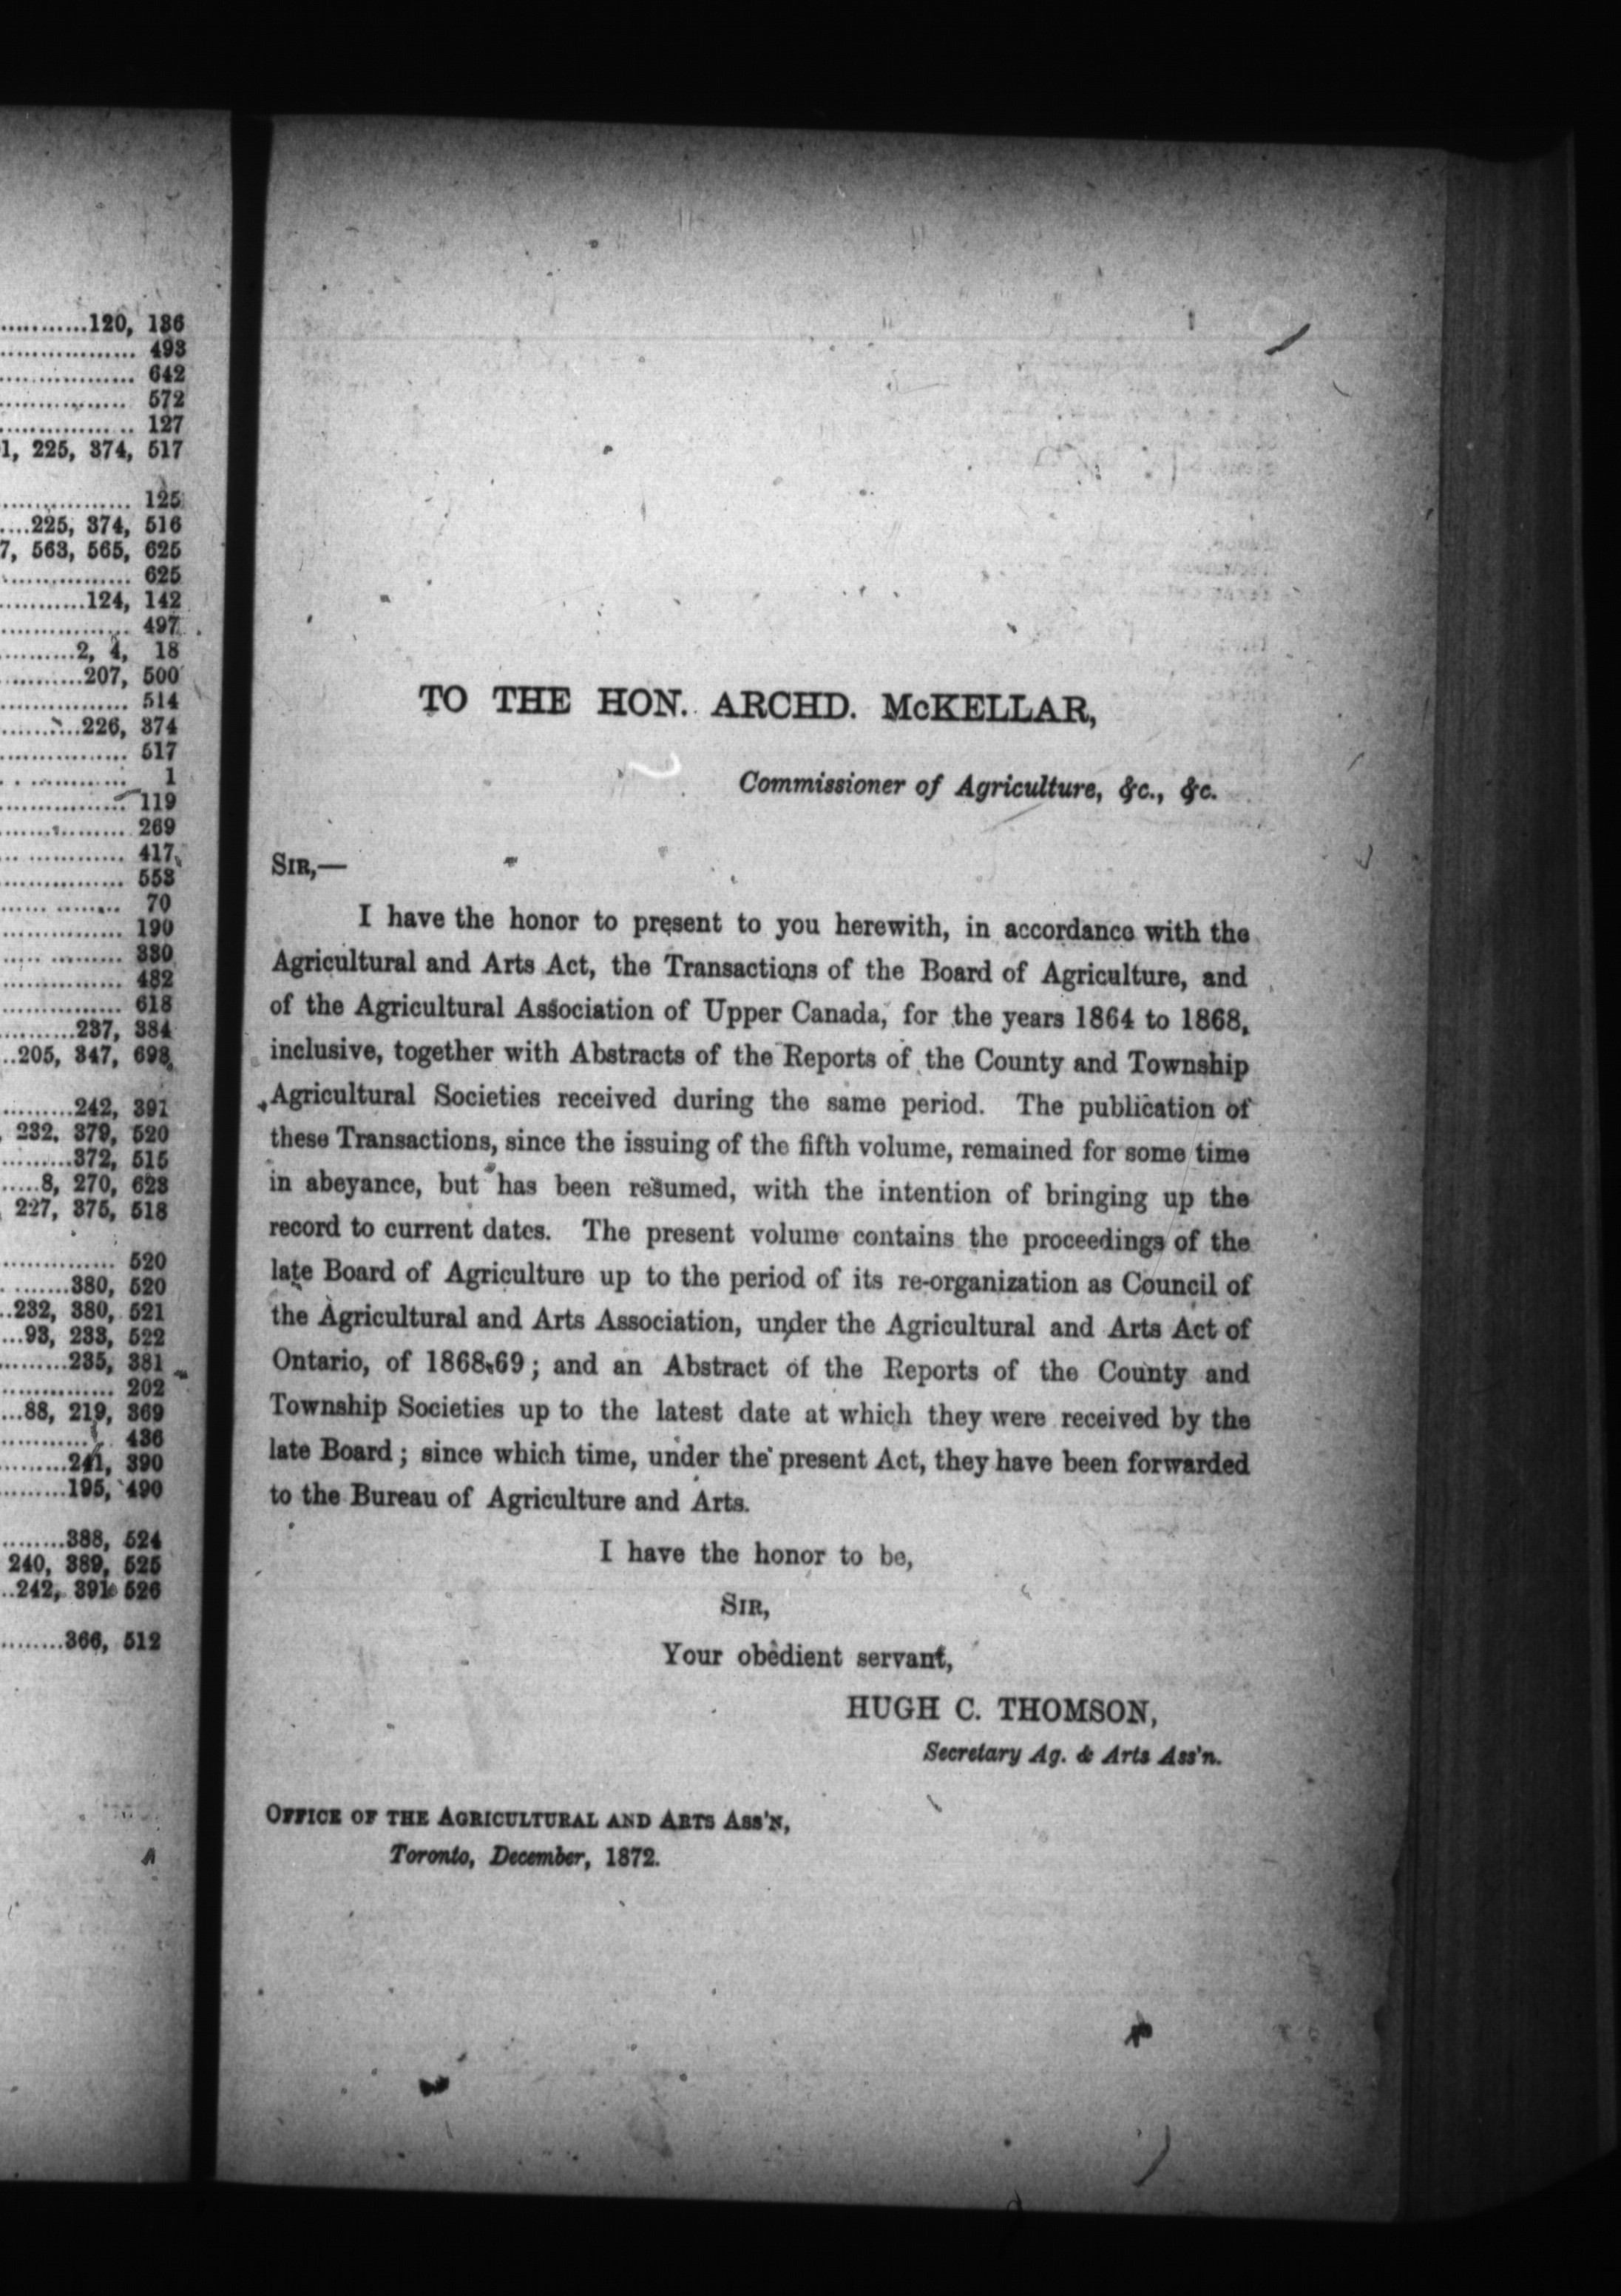 ...........120, 136
................ 493
................ 642
................ 572
................ 127
1, 225, 374, 517
................ 125
....225, 374, 516
7, 563, 565, 625
................ 625
...........124, 142
................ 497
..........2, 4, 18
..........207, 500
................ 514
..........226, 374
................ 517
. . ............ 1
................ 119
................ 269
... ............ 417
................ 553
...... ........ 70
............... 190
..... ......... 330
............... 482
............... 618
..........237, 384
..205, 347, 698
..........242, 391
, 232, 379, 520
..........372, 515
.....8, 270, 623
, 227, 375, 518
............... 520
. .......380, 520
..232, 380, 521
...93, 233, 522
.........235, 381
............... 202
...88, 219, 369
............ 436
.........241, 390
.........195, 490
.........388, 524
240, 389, 525
..242, 391 526
.........366, 512
TO THE HON. ARCHD. McKELLAR,
Commissioner of Agriculture, &c., &c.
SIR,—
I have the honor to present to you herewith, in accordance with the
Agricultural and Arts Act, the Transactions of the Board of Agriculture, and
of the Agricultural Association of Upper Canada, for the years 1864 to 1868,
inclusive, together with Abstracts of the Reports of the County and Township
Agricultural Societies received during the same period. The publication of
these Transactions, since the issuing of the fifth volume, remained for some time
in abeyance, but has been resumed, with the intention of bringing up the
record to current dates. The present volume contains the proceedings of the
late Board of Agriculture up to the period of its re-organization as Council of
the Agricultural and Arts Association, under the Agricultural and Arts Act of
Ontario, of 1868-69; and an Abstract of the Reports of the County and
Township Societies up to the latest date at which they were received by the
late Board; since which time, under the present Act, they have been forwarded
to the Bureau of Agriculture and Arts.
I have the honor to be,
SIR,
Your obedient servant,
HUGH C. THOMSON,
Secretary Ag. & Arts Ass'n.
OFFICE OF THE AGRICULTURAL AND ARTS ASS'N,
Toronto, December, 1872.